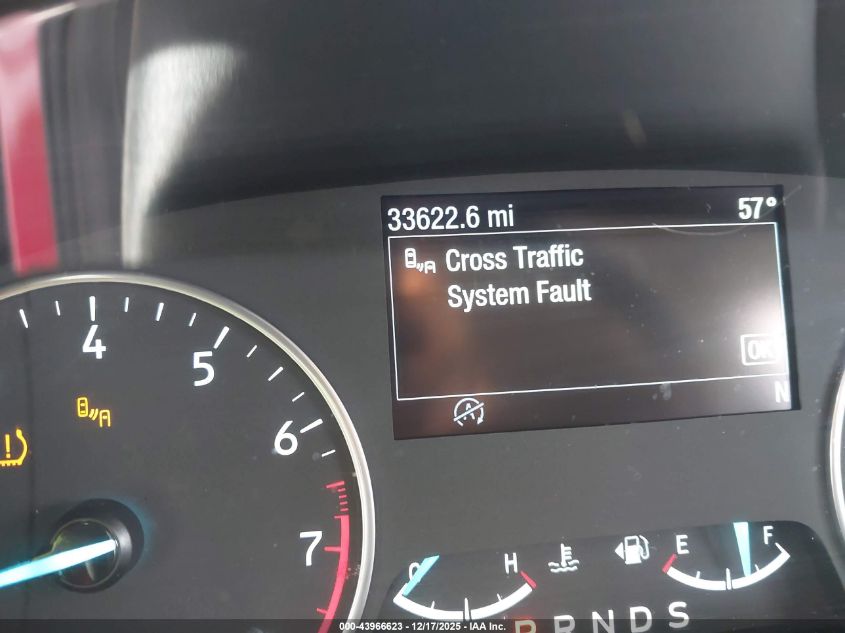 33622.6 mi 57°
Cross Traffic
System Fault
OK
N
4
5
6
7
H
E
F
PRNDS
000-43966623 - 12/17/2025 - IAA Inc.